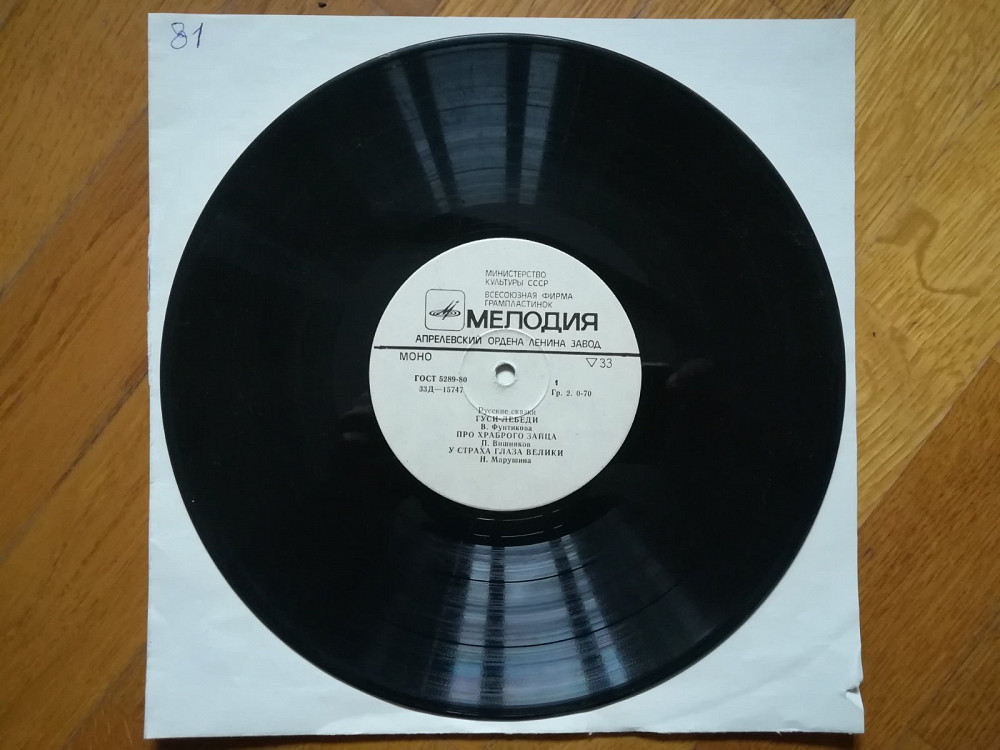 81
МИНИСТЕРСТВО
КУЛЬТУРЫ СССР
ВСЕСОЮЗНАЯ ФИРМА
ГРАМПЛАСТИНОК
МЕЛОДИЯ
АПРЕЛЕВСКИЙ ОРДЕНА ЛЕНИНА ЗАВОД
МОНО ▽33
ГОСТ 5289-80
33Д—15747
1
Гр. 2. 0-70
Русские сказки
ГУСИ-ЛЕБЕДИ
В. Фунтикова
ПРО ХРАБРОГО ЗАЙЦА
П. Вишняков
У СТРАХА ГЛАЗА ВЕЛИКИ
Н. Марушина